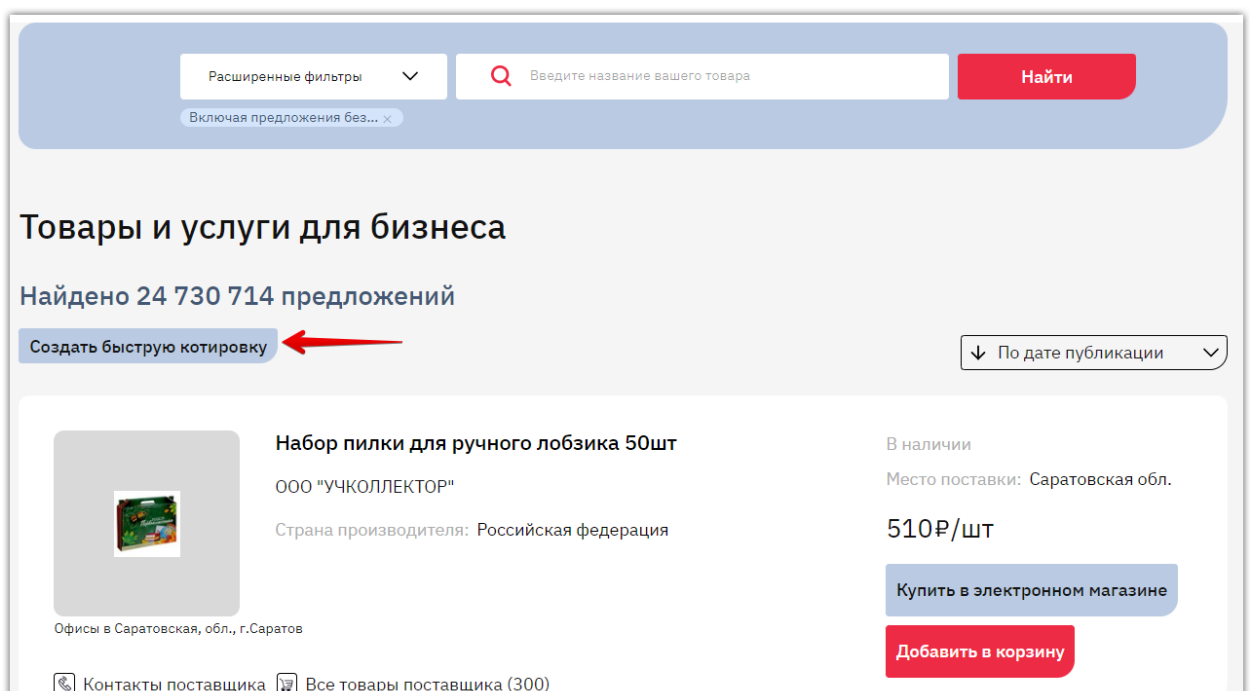 Расширенные фильтры
Введите название вашего товара
Найти
Включая предложения без...
Товары и услуги для бизнеса
Найдено 24 730 714 предложений
Создать быструю котировку
По дате публикации
Набор пилки для ручного лобзика 50шт
ООО "УЧКОЛЛЕКТОР"
Страна производителя: Российская федерация
В наличии
Место поставки: Саратовская обл.
510₽/шт
Купить в электронном магазине
Добавить в корзину
Офисы в Саратовская, обл., г.Саратов
Контакты поставщика
Все товары поставщика (300)